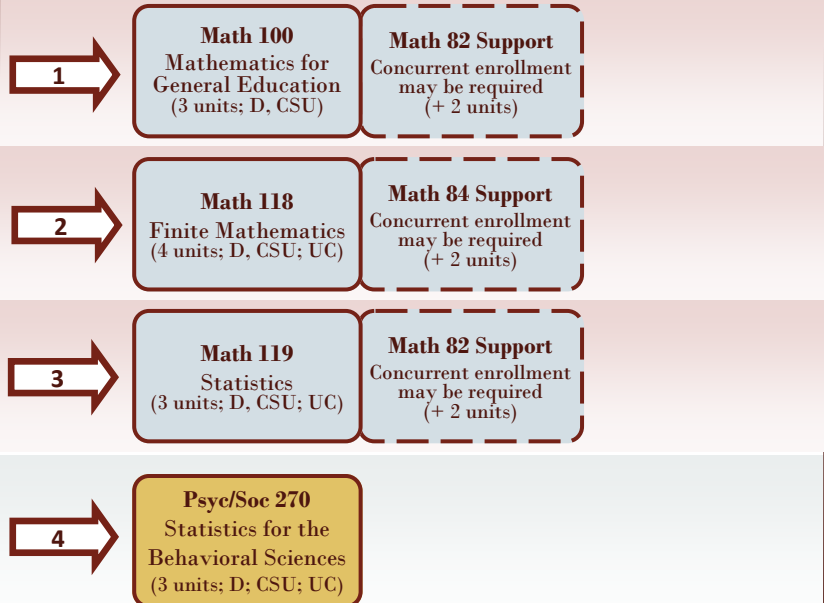 1
Math 100
Mathematics for
General Education
(3 units; D, CSU)
Math 82 Support
Concurrent enrollment
may be required
(+ 2 units)
2
Math 118
Finite Mathematics
(4 units; D, CSU; UC)
Math 84 Support
Concurrent enrollment
may be required
(+ 2 units)
3
Math 119
Statistics
(3 units; D, CSU; UC)
Math 82 Support
Concurrent enrollment
may be required
(+ 2 units)
4
Psyc/Soc 270
Statistics for the
Behavioral Sciences
(3 units; D; CSU; UC)